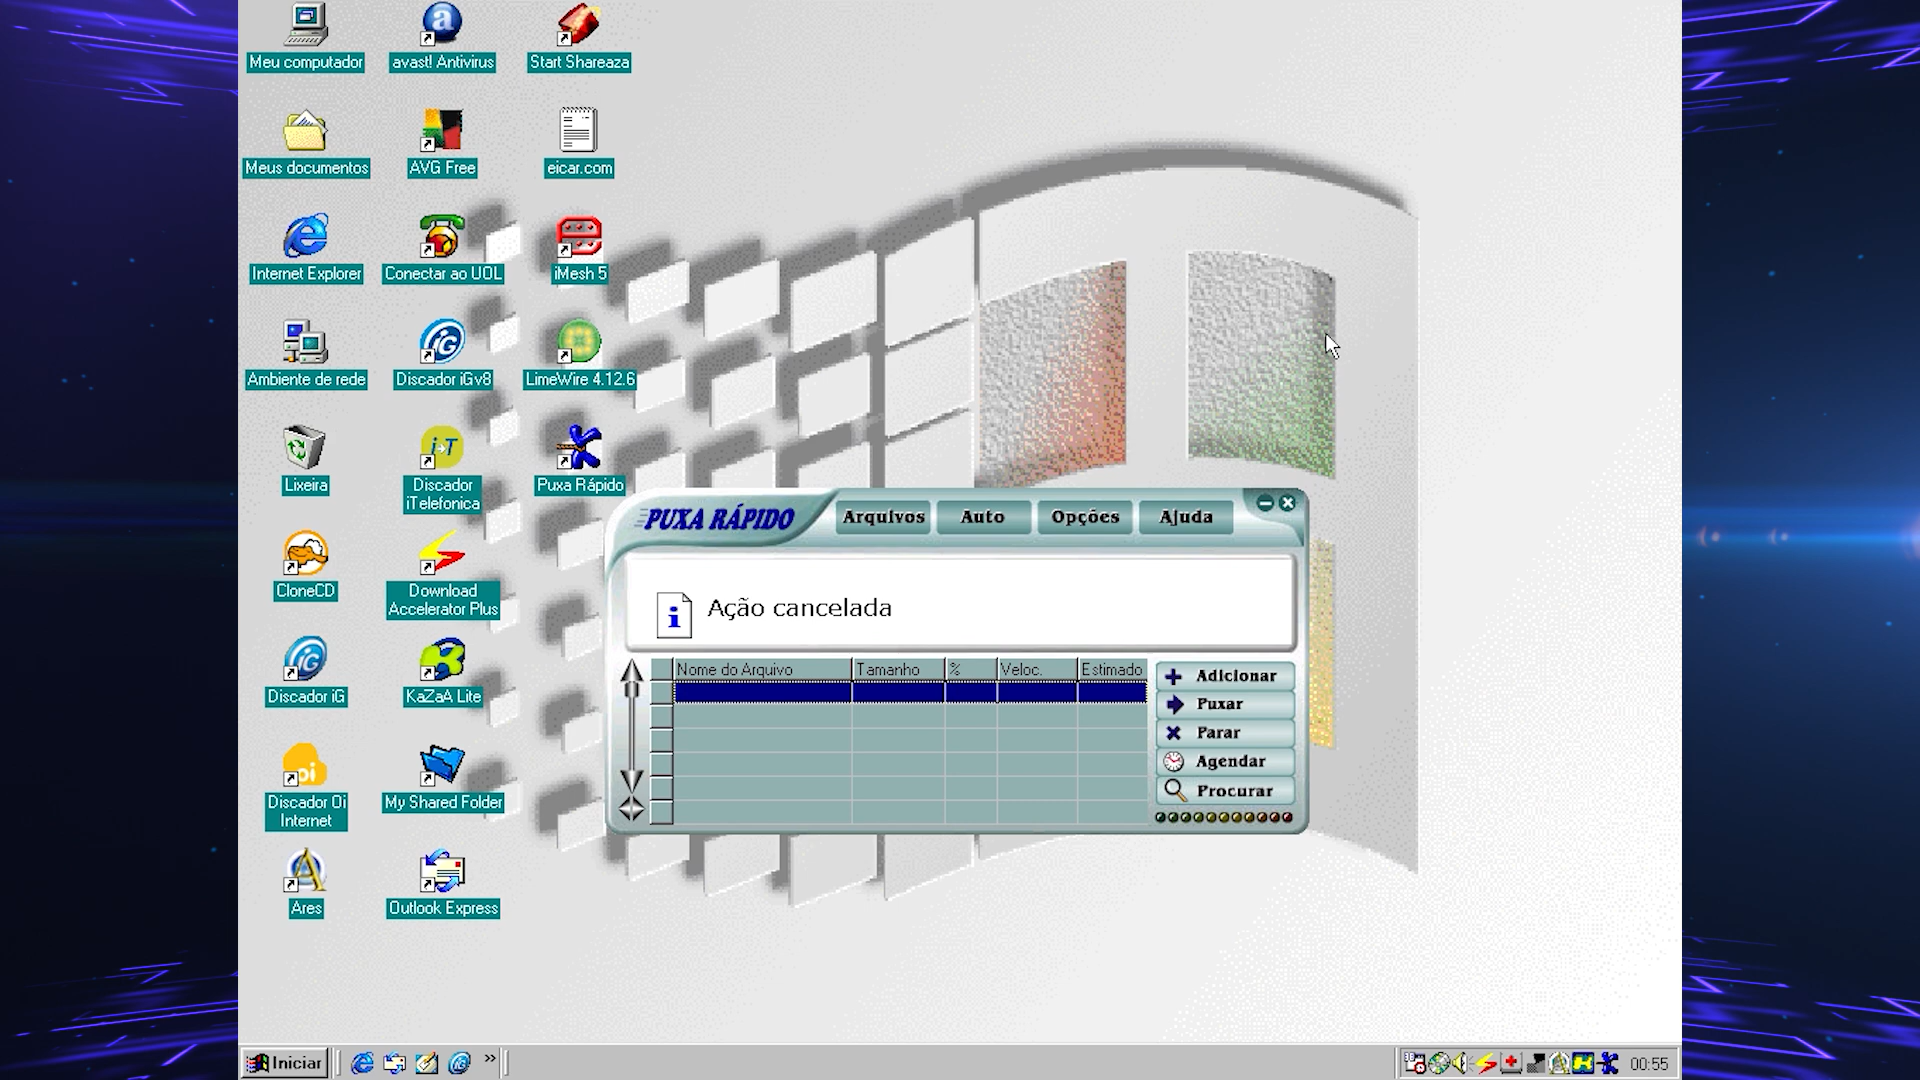 Meu computador
avast! Antivirus
Start Shareaza
Meus documentos
AVG Free
eicar.com
Internet Explorer
Conectar ao UOL
iMesh 5
Ambiente de rede
Discador iGv8
LimeWire 4.12.6
Lixeira
Discador
iTelefonica
Puxa Rápido
CloneCD
Download
Accelerator Plus
Discador iG
KaZaA Lite
Discador Oi
Internet
My Shared Folder
Ares
Outlook Express
PUXA RÁPIDO
Arquivos
Auto
Opções
Ajuda
Ação cancelada
Nome do Arquivo
Tamanho
%
Veloc.
Estimado
Adicionar
Puxar
Parar
Agendar
Procurar
Iniciar
00:55